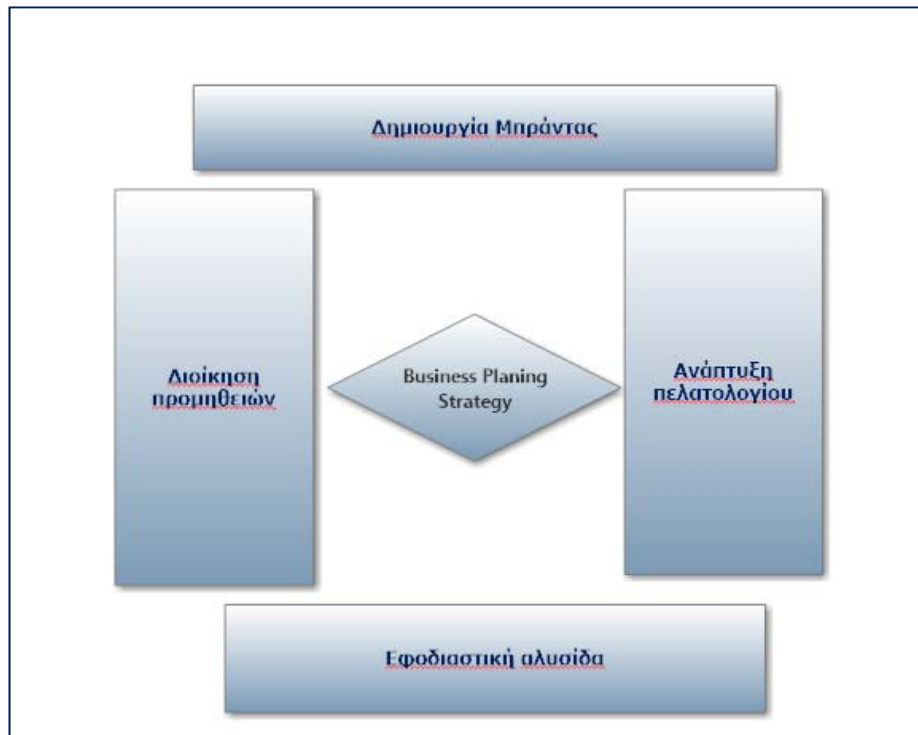 Δημιουργία Μπράντας
Διοίκηση
προμηθειών
Business Planing
Strategy
Ανάπτυξη
πελατολογίου
Εφοδιαστική αλυσίδα